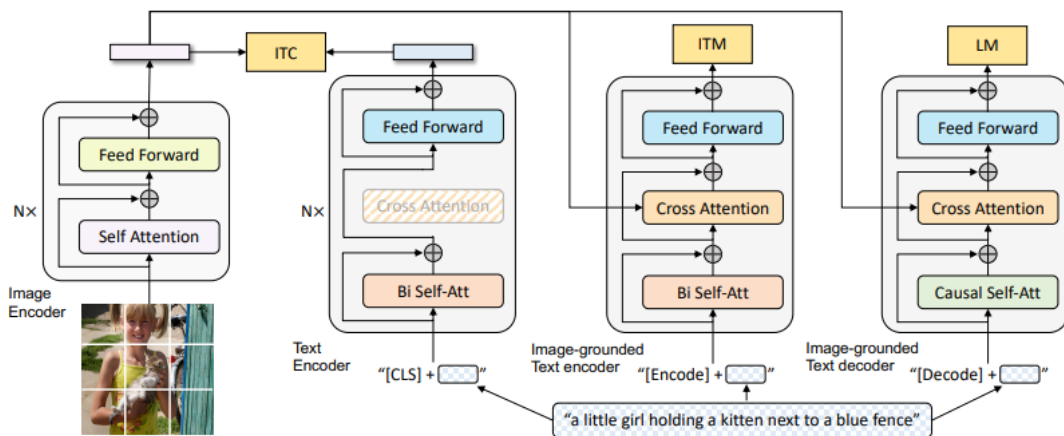 ITC
ITM
LM
Feed Forward
Self Attention
N×
Image
Encoder
Feed Forward
Cross Attention
Bi Self-Att
N×
Text
Encoder
"[CLS] + "
Feed Forward
Cross Attention
Bi Self-Att
Image-grounded
Text encoder
"[Encode] + "
Feed Forward
Cross Attention
Causal Self-Att
Image-grounded
Text decoder
"[Decode] + "
"a little girl holding a kitten next to a blue fence"